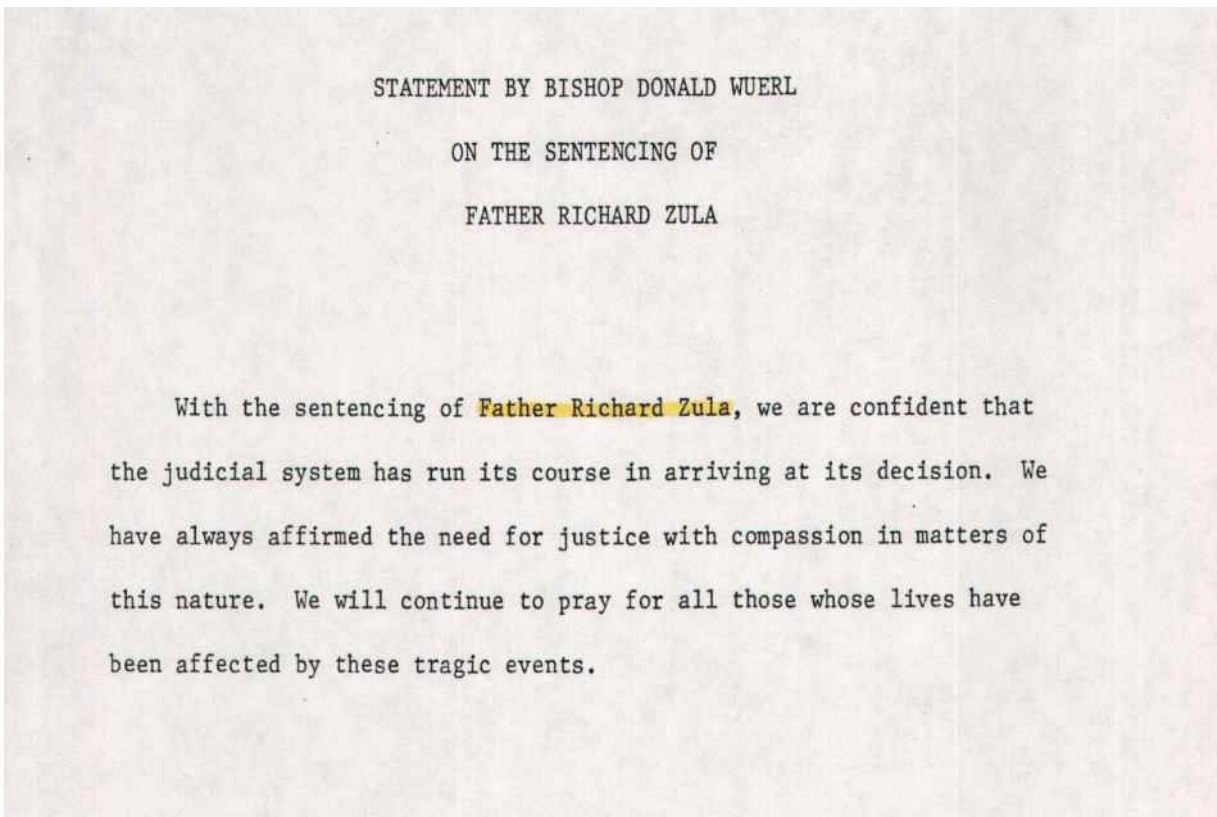 STATEMENT BY BISHOP DONALD WUERL
ON THE SENTENCING OF
FATHER RICHARD ZULA
With the sentencing of Father Richard Zula, we are confident that
the judicial system has run its course in arriving at its decision. We
have always affirmed the need for justice with compassion in matters of
this nature. We will continue to pray for all those whose lives have
been affected by these tragic events.